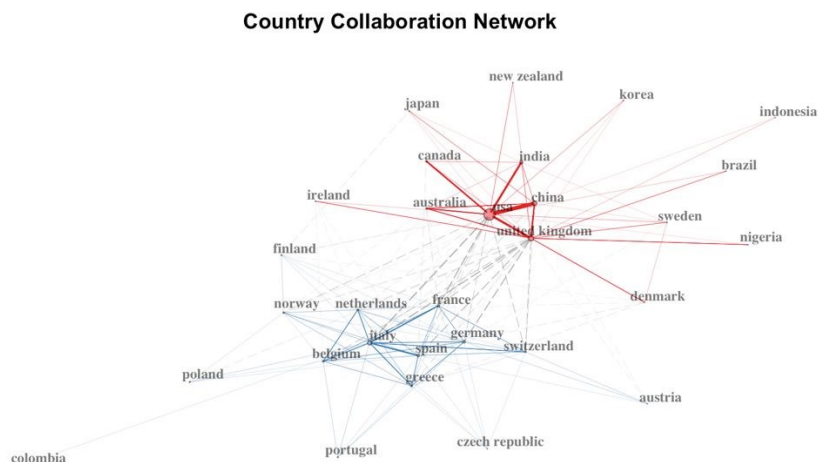 Country Collaboration Network
new zealand
korea
japan
indonesia
canada
india
brazil
ireland
china
australia
usa
sweden
united kingdom
nigeria
finland
denmark
norway
netherlands
france
italy
germany
switzerland
belgium
spain
poland
greece
austria
portugal
czech republic
colombia